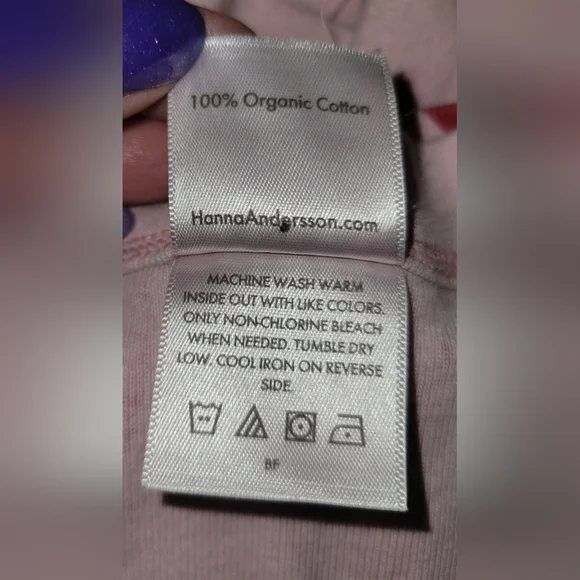 100% Organic Cotton
HannaAndersson.com
MACHINE WASH WARM
INSIDE OUT WITH LIKE COLORS.
ONLY NON-CHLORINE BLEACH
WHEN NEEDED. TUMBLE DRY
LOW. COOL IRON ON REVERSE
SIDE.
BF